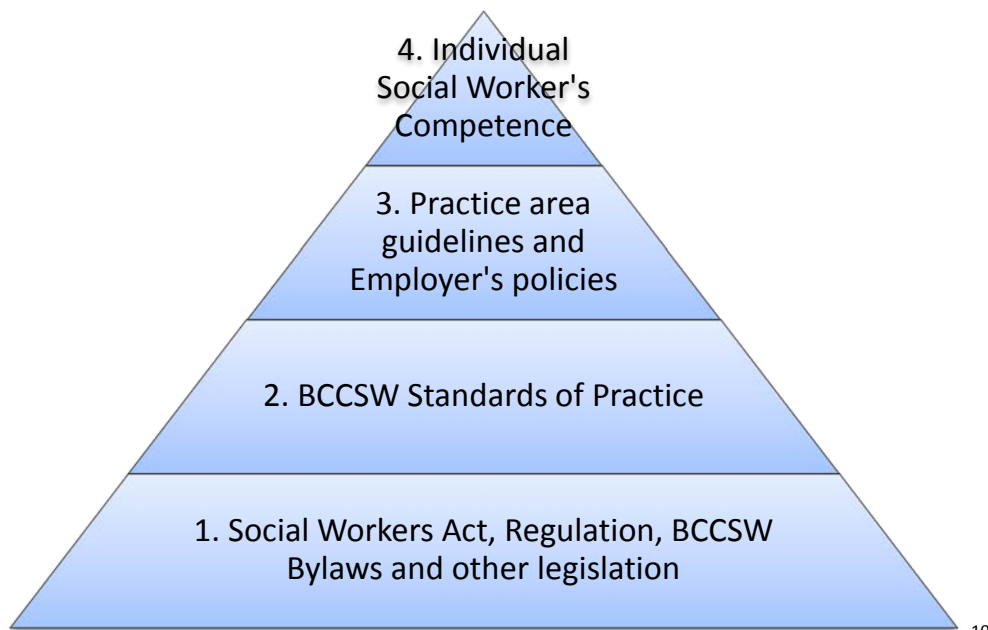 4. Individual
Social Worker's
Competence
3. Practice area
guidelines and
Employer's policies
2. BCCSW Standards of Practice
1. Social Workers Act, Regulation, BCCSW
Bylaws and other legislation